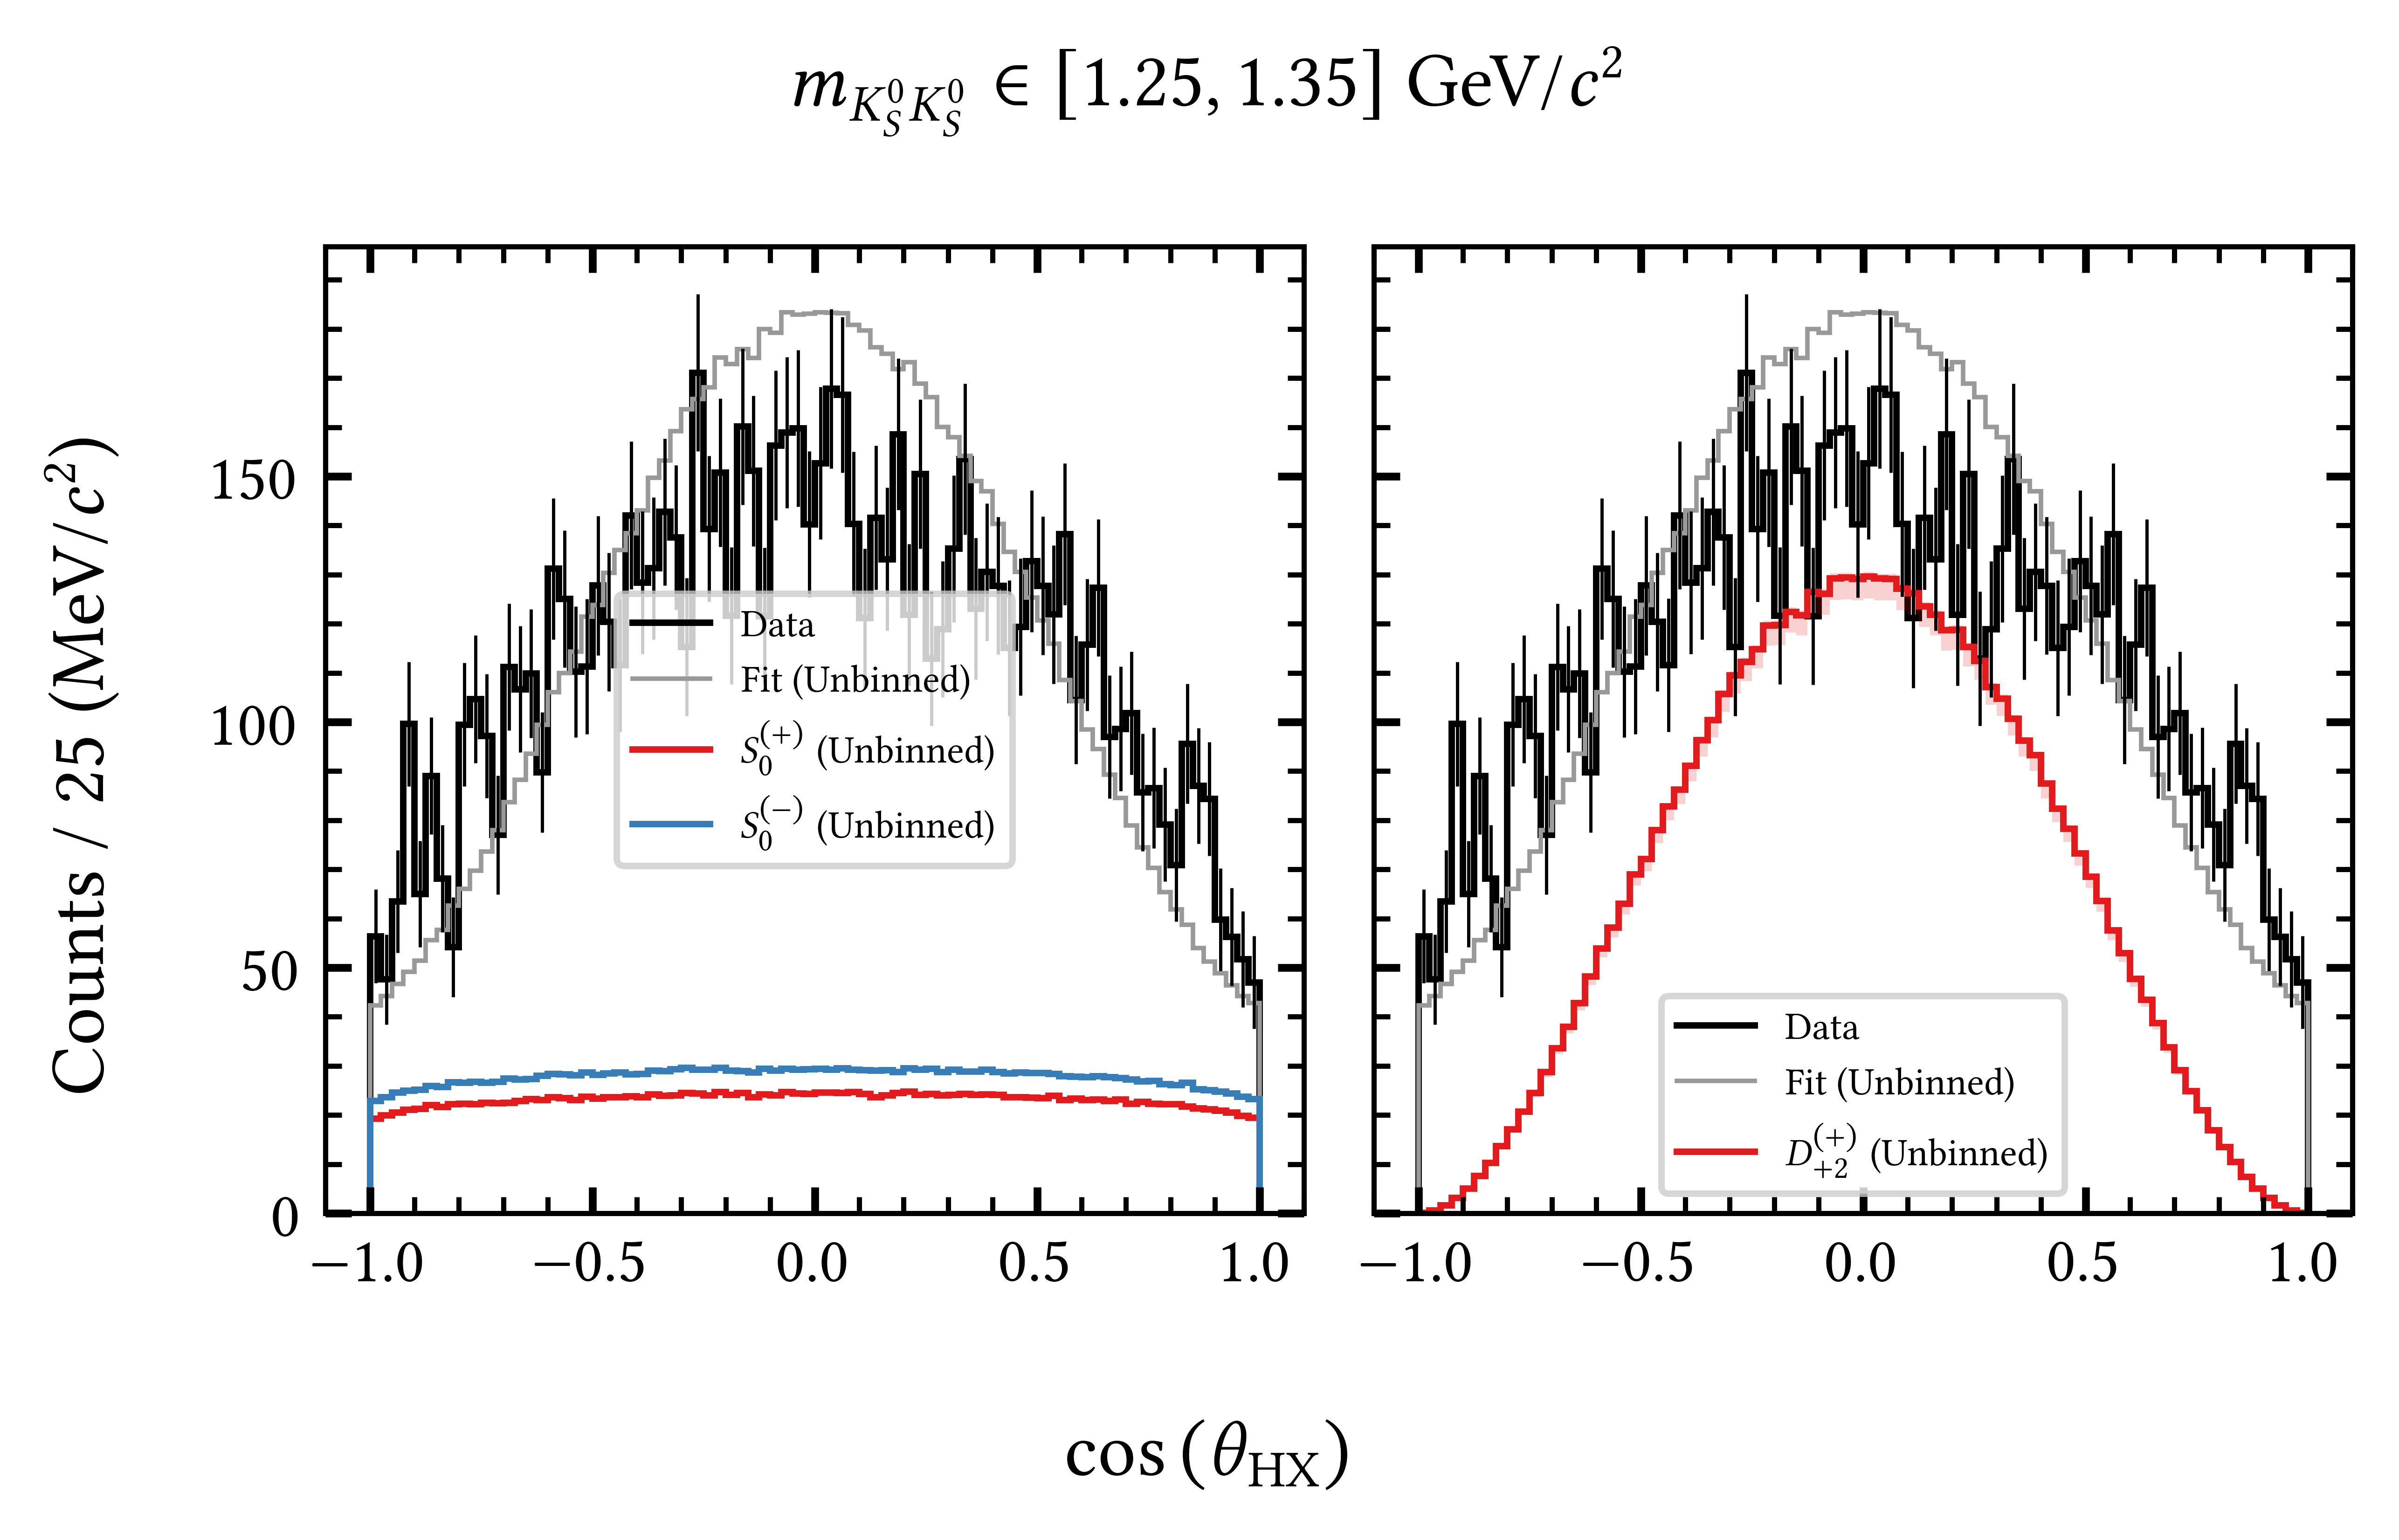 m_{K_S^0 K_S^0} ∈ [1.25, 1.35] GeV/c²
Counts / 25 (MeV/c²)
150
100
50
0
Data
Fit (Unbinned)
S_0^{(+)} (Unbinned)
S_0^{(−)} (Unbinned)
−1.0 −0.5 0.0 0.5 1.0
Data
Fit (Unbinned)
D_{+2}^{(+)} (Unbinned)
−1.0 −0.5 0.0 0.5 1.0
cos (θ_{HX})